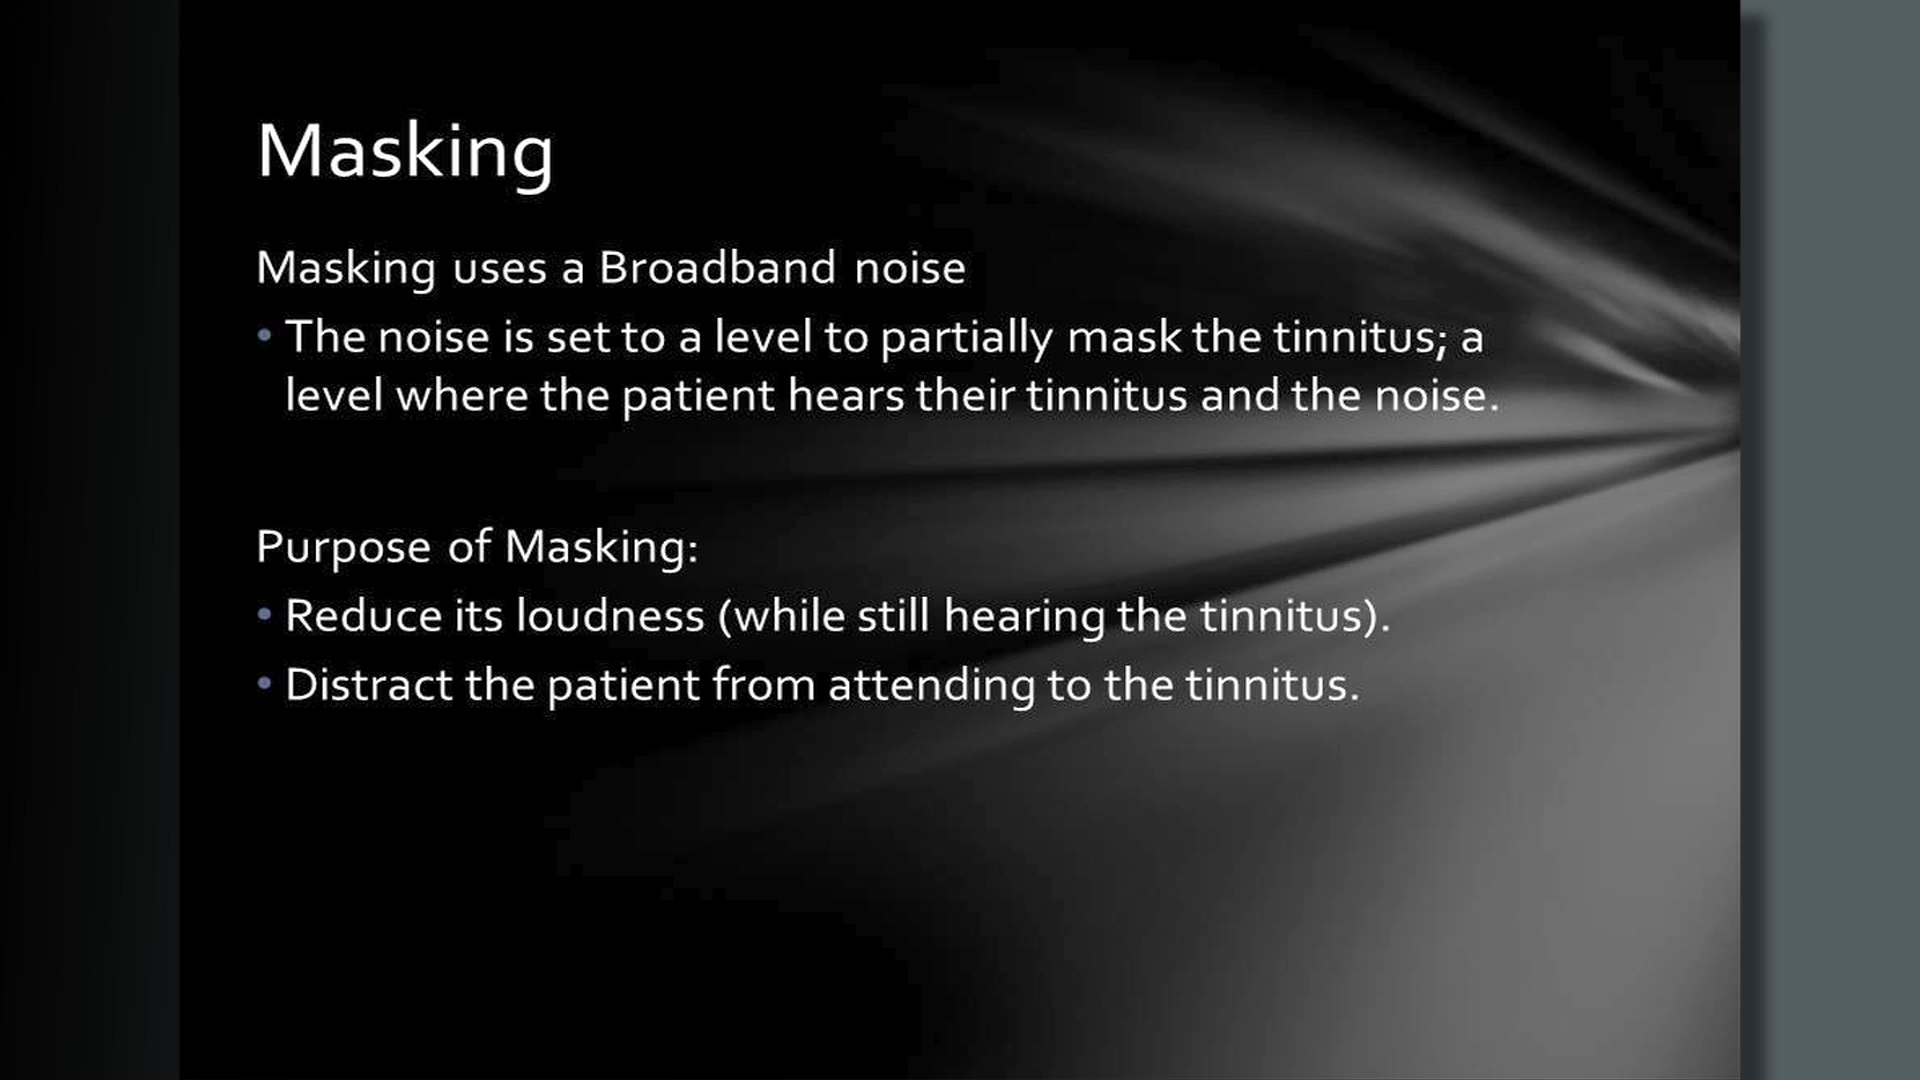 Masking
Masking uses a Broadband noise
• The noise is set to a level to partially mask the tinnitus; a
level where the patient hears their tinnitus and the noise.
Purpose of Masking:
• Reduce its loudness (while still hearing the tinnitus).
• Distract the patient from attending to the tinnitus.